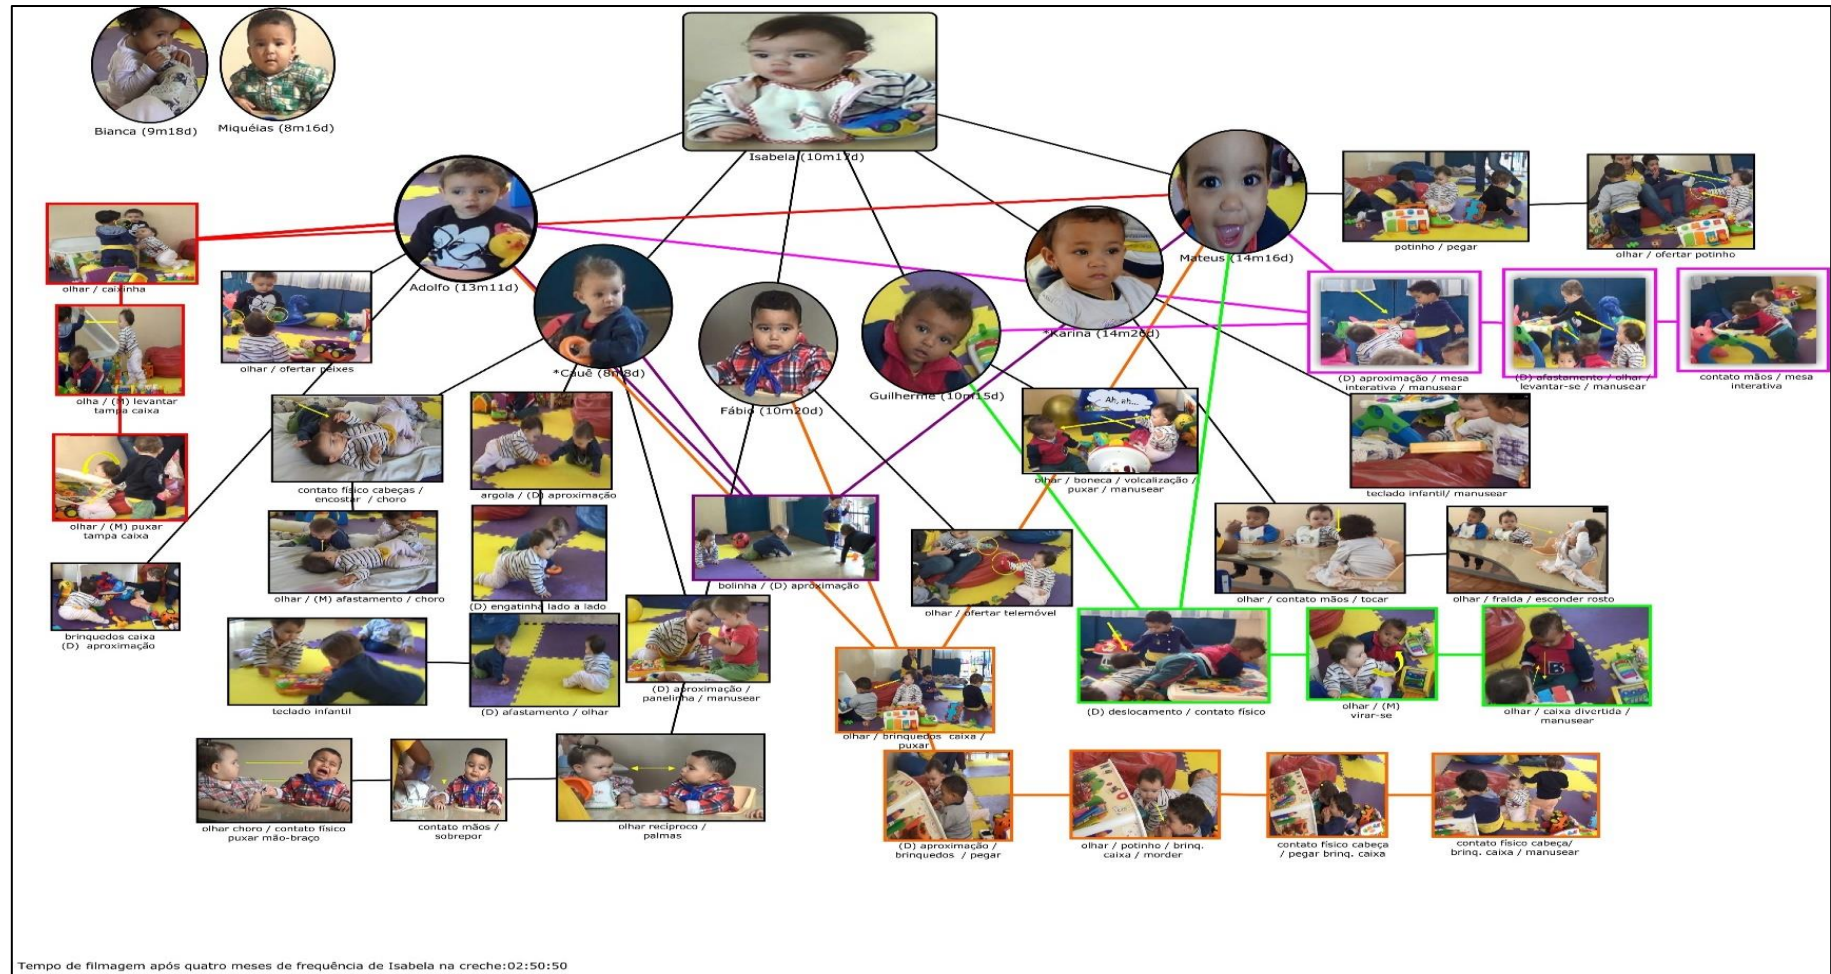 Bianca (9m18d)
Miquéias (8m16d)
Isabela (10m17d)
Adolfo (13m11d)
*Cauê (8m8d)
Fábio (10m20d)
Guilherme (10m15d)
*Karina (14m26d)
Mateus (14m16d)
potinho / pegar
olhar / ofertar potinho
olhar / caixinha
olhar / ofertar peixes
(D) aproximação / mesa
interativa / manusear
(D) afastamento / olhar /
levantar-se / manusear
contato mãos / mesa
interativa
olha / (M) levantar
tampa caixa
contato físico cabeças /
encostar / choro
argola / (D) aproximação
Ah, eh...
olhar / boneca / volcalização /
puxar / manusear
teclado infantil/ manusear
olhar / (M) puxar
tampa caixa
olhar / (M) afastamento / choro
(D) engatinha lado a lado
bolinha / (D) aproximação
olhar / ofertar telemóvel
olhar / contato mãos / tocar
olhar / fralda / esconder rosto
brinquedos caixa
(D) aproximação
teclado infantil
(D) afastamento / olhar
(D) aproximação /
panelinha / manusear
olhar / brinquedos caixa /
puxar
(D) deslocamento / contato físico
olhar / (M)
virar-se
olhar / caixa divertida /
manusear
olhar choro / contato físico
puxar mão-braço
contato mãos /
sobrepor
olhar recíproco /
palmas
(D) aproximação /
brinquedos / pegar
olhar / potinho / brinq.
caixa / morder
contato físico cabeça
/ pegar brinq. caixa
contato físico cabeça/
brinq. caixa / manusear
Tempo de filmagem após quatro meses de frequência de Isabela na creche:02:50:50